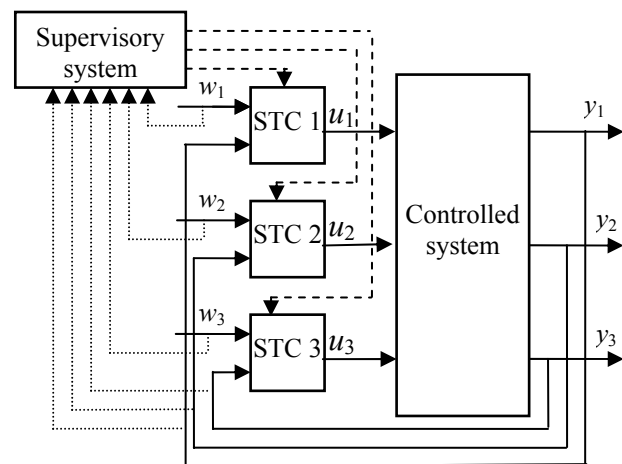 Supervisory
system
w1
STC 1
u1
y1
w2
STC 2
u2
Controlled
system
y2
w3
STC 3
u3
y3